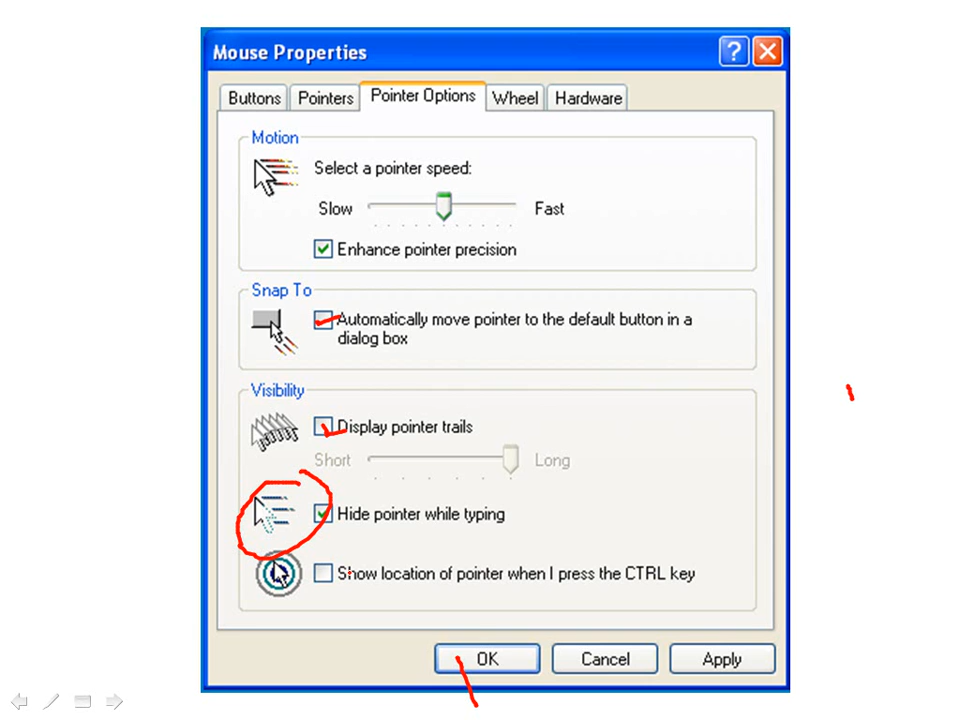 Mouse Properties
Buttons Pointers Pointer Options Wheel Hardware
Motion
Select a pointer speed:
Slow Fast
Enhance pointer precision
Snap To
Automatically move pointer to the default button in a
dialog box
Visibility
Display pointer trails
Short Long
Hide pointer while typing
Show location of pointer when I press the CTRL key
OK Cancel Apply